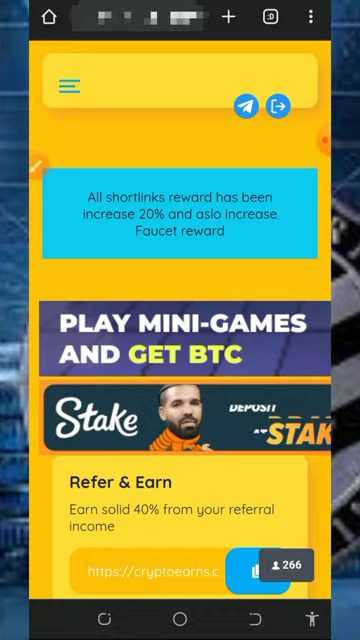 :D
All shortlinks reward has been
increase 20% and aslo increase
Faucet reward
PLAY MINI-GAMES
AND GET BTC
Stake
DEPOSIT
STAK
Refer & Earn
Earn solid 40% from your referral
income
https://cryptoearns.c
266